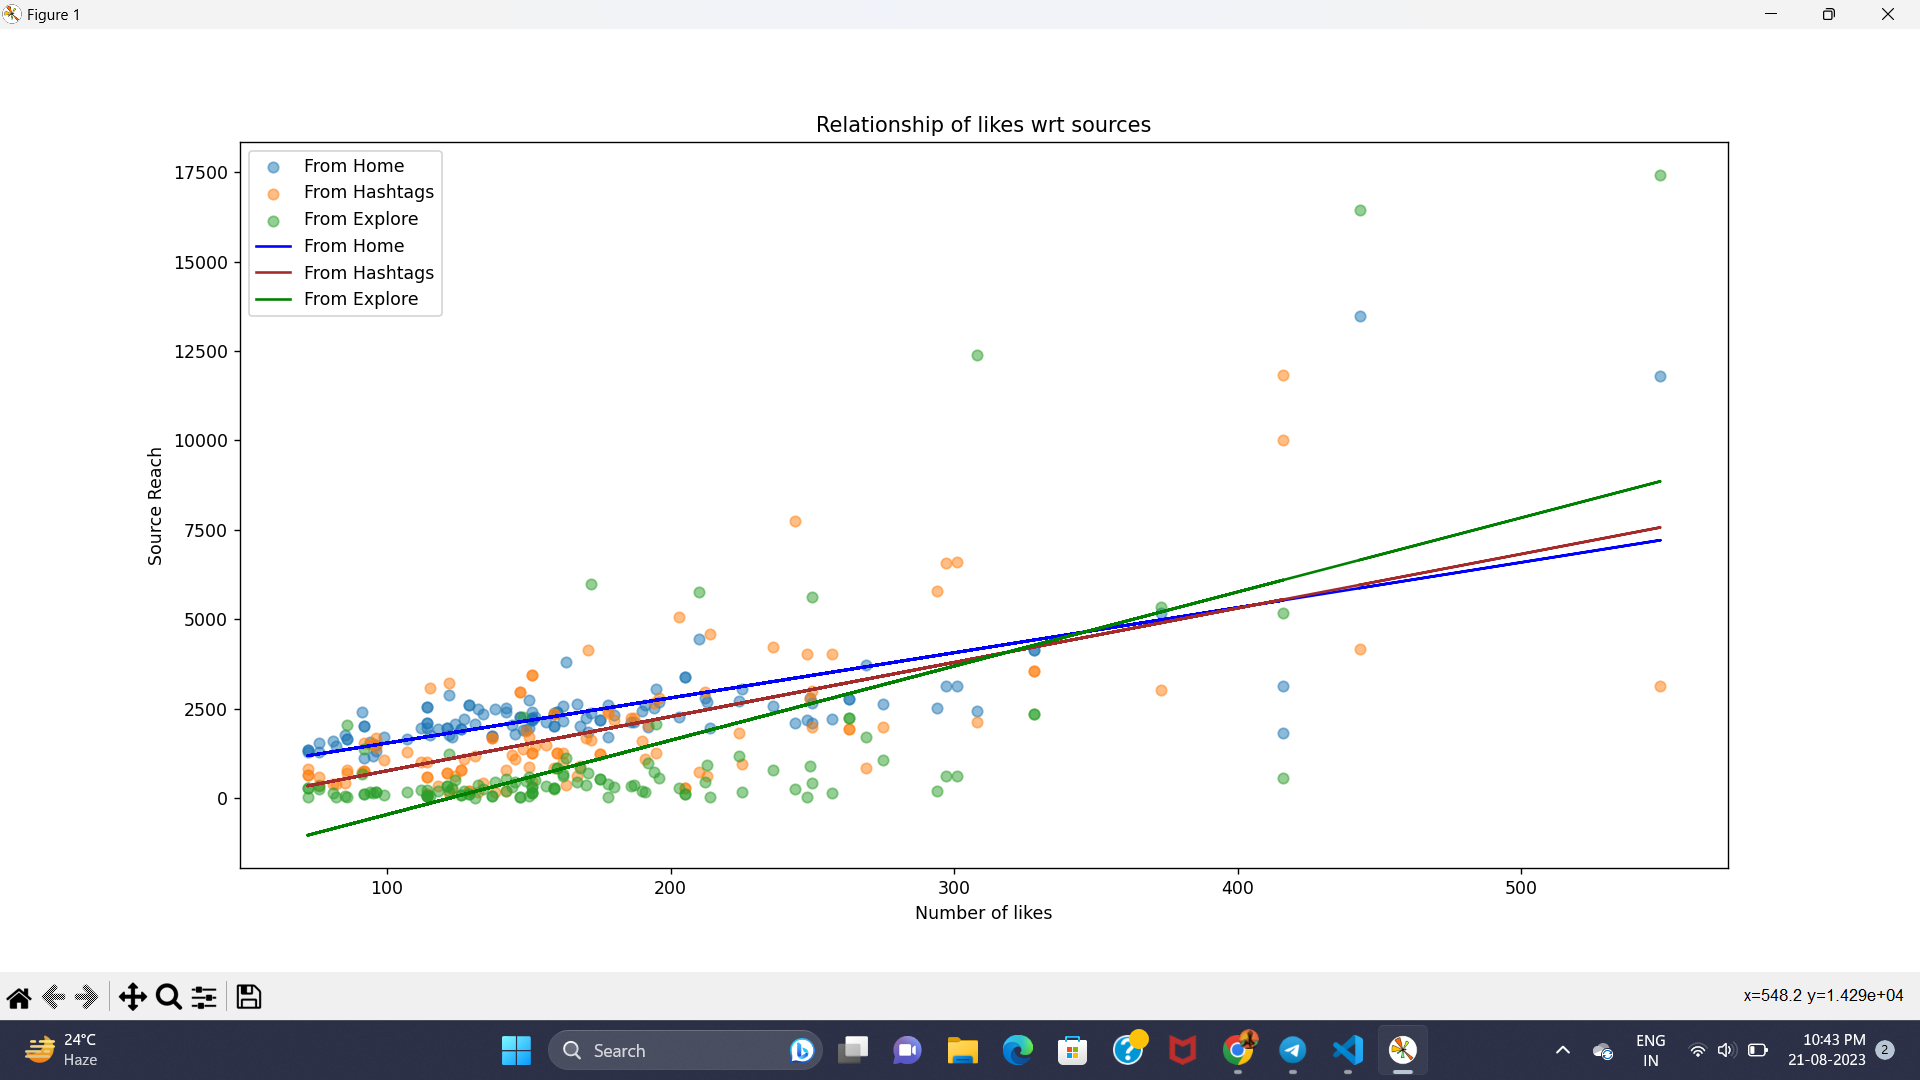 Figure 1
Relationship of likes wrt sources
From Home
From Hashtags
From Explore
From Home
From Hashtags
From Explore
17500
15000
12500
10000
7500
5000
2500
0
Source Reach
100 200 300 400 500
Number of likes
x=548.2 y=1.429e+04
24°C
Haze
Search
ENG
IN
10:43 PM
21-08-2023
2